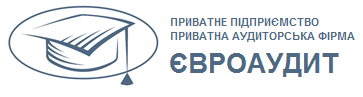 ПРИВАТНЕ ПІДПРИЄМСТВО
ПРИВАТНА АУДИТОРСЬКА ФІРМА
ЄВРОАУДИТ